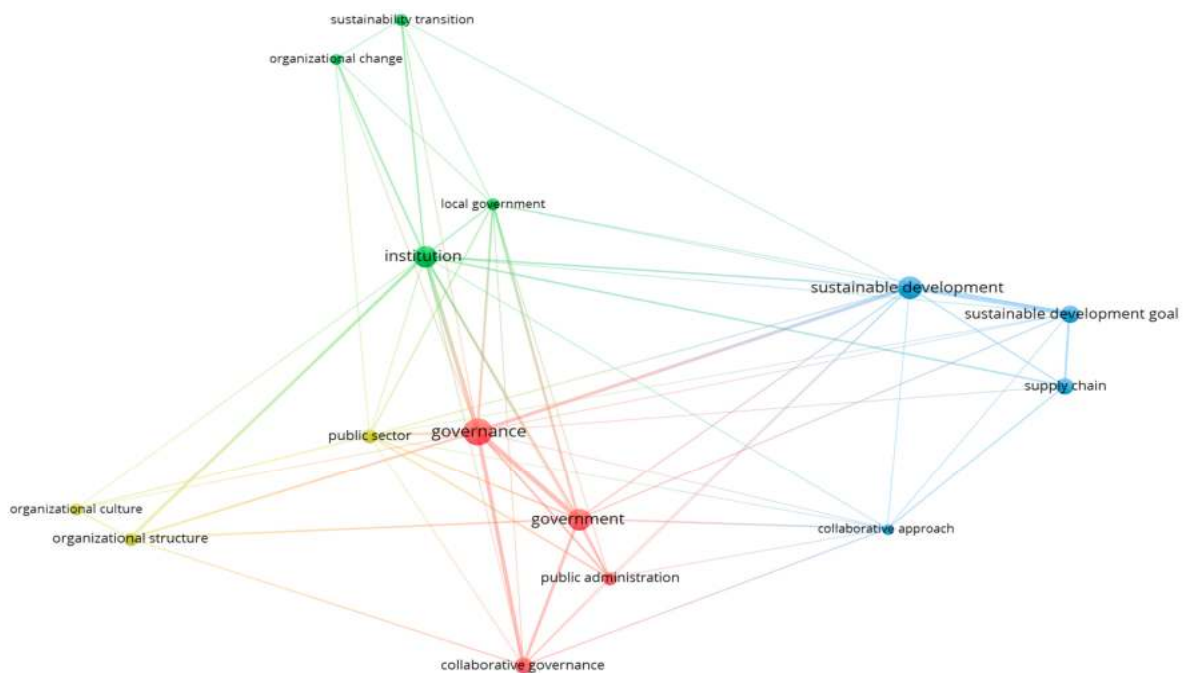 sustainability transition
organizational change
local government
institution
sustainable development
sustainable development goal
supply chain
public sector
governance
organizational culture
government
collaborative approach
organizational structure
public administration
collaborative governance